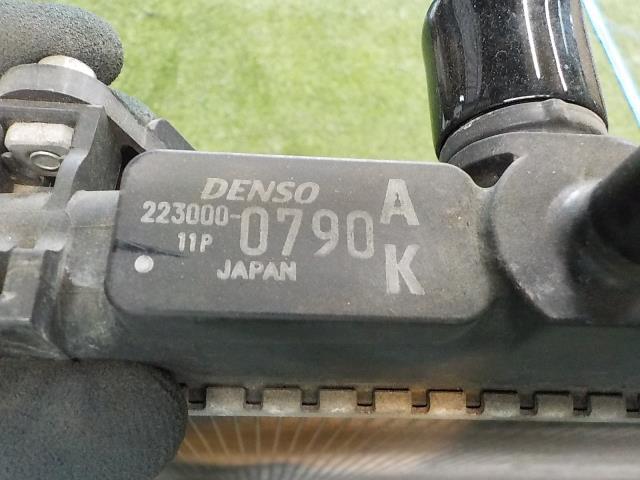 DENSO
223000-0790 A
11P
JAPAN K